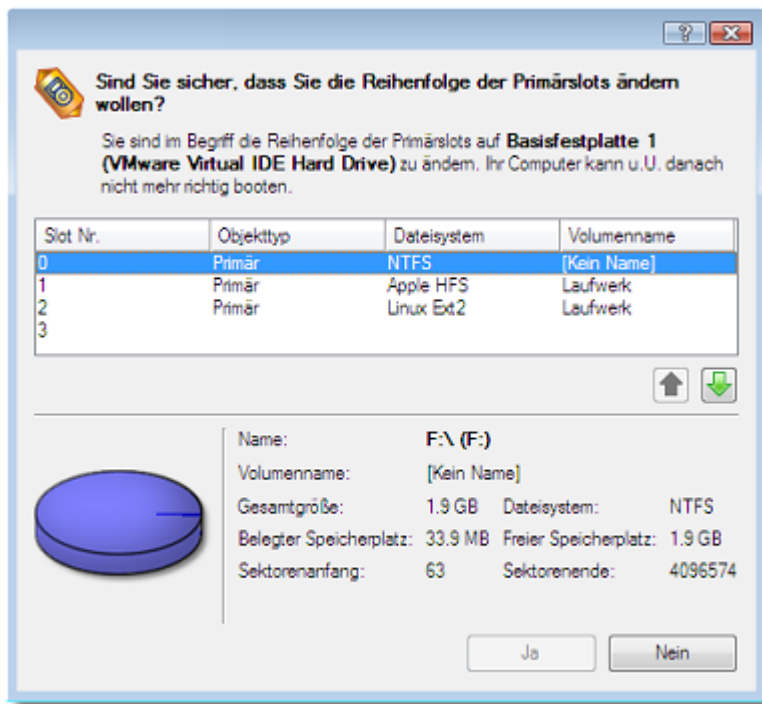 Sind Sie sicher, dass Sie die Reihenfolge der Primärslots ändern
wollen?
Sie sind im Begriff die Reihenfolge der Primärslots auf Basisfestplatte 1
(VMware Virtual IDE Hard Drive) zu ändern. Ihr Computer kann u.U. danach
nicht mehr richtig booten.
Slot Nr. Objekttyp Dateisystem Volumenname
0 Primär NTFS [Kein Name]
1 Primär Apple HFS Laufwerk
2 Primär Linux Ext2 Laufwerk
3
Name: F:\ (F:)
Volumenname: [Kein Name]
Gesamtgröße: 1.9 GB Dateisystem: NTFS
Belegter Speicherplatz: 33.9 MB Freier Speicherplatz: 1.9 GB
Sektorenanfang: 63 Sektorenende: 4096574
Ja Nein